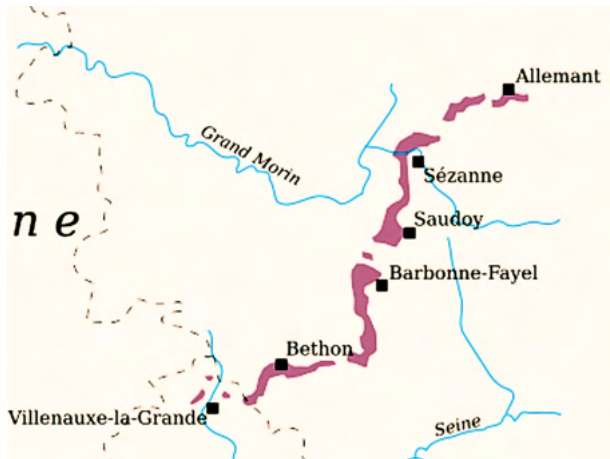 Allemant
Grand Morin
Sézanne
n e
Saudoy
Barbonne-Fayel
Bethon
Villenauxe-la-Grande
Seine